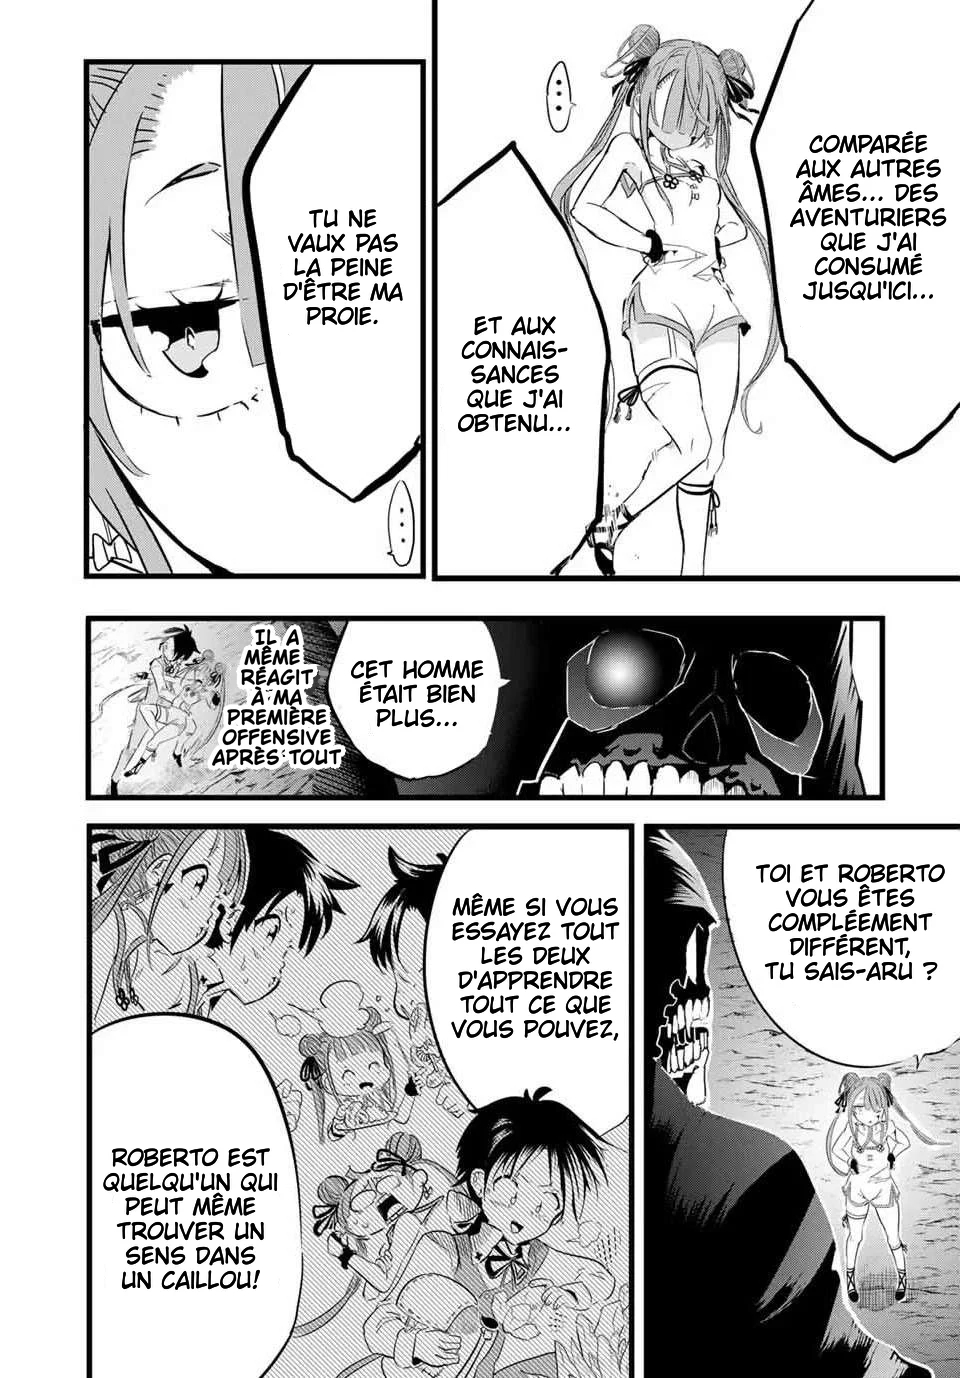 COMPARÉE
AUX AUTRES
ÂMES... DES
AVENTURIERS
QUE J'AI
CONSUMÉ
JUSQU'ICI...
ET AUX
CONNAIS-
SANCES
QUE J'AI
OBTENU...
...
TU NE
VAUX PAS
LA PEINE
D'ÊTRE MA
PROIE.
...
CET HOMME
ÉTAIT BIEN
PLUS...
IL A
MÊME
RÉAGIT
À MA
PREMIÈRE
OFFENSIVE
APRÈS TOUT
TOI ET ROBERTO
VOUS ÊTES
COMPLÉEMENT
DIFFÉRENT,
TU SAIS-ARU ?
MÊME SI VOUS
ESSAYEZ TOUT
LES DEUX
D'APPRENDRE
TOUT CE QUE
VOUS POUVEZ,
ROBERTO EST
QUELQU'UN QUI
PEUT MÊME
TROUVER UN
SENS DANS
UN CAILLOU!